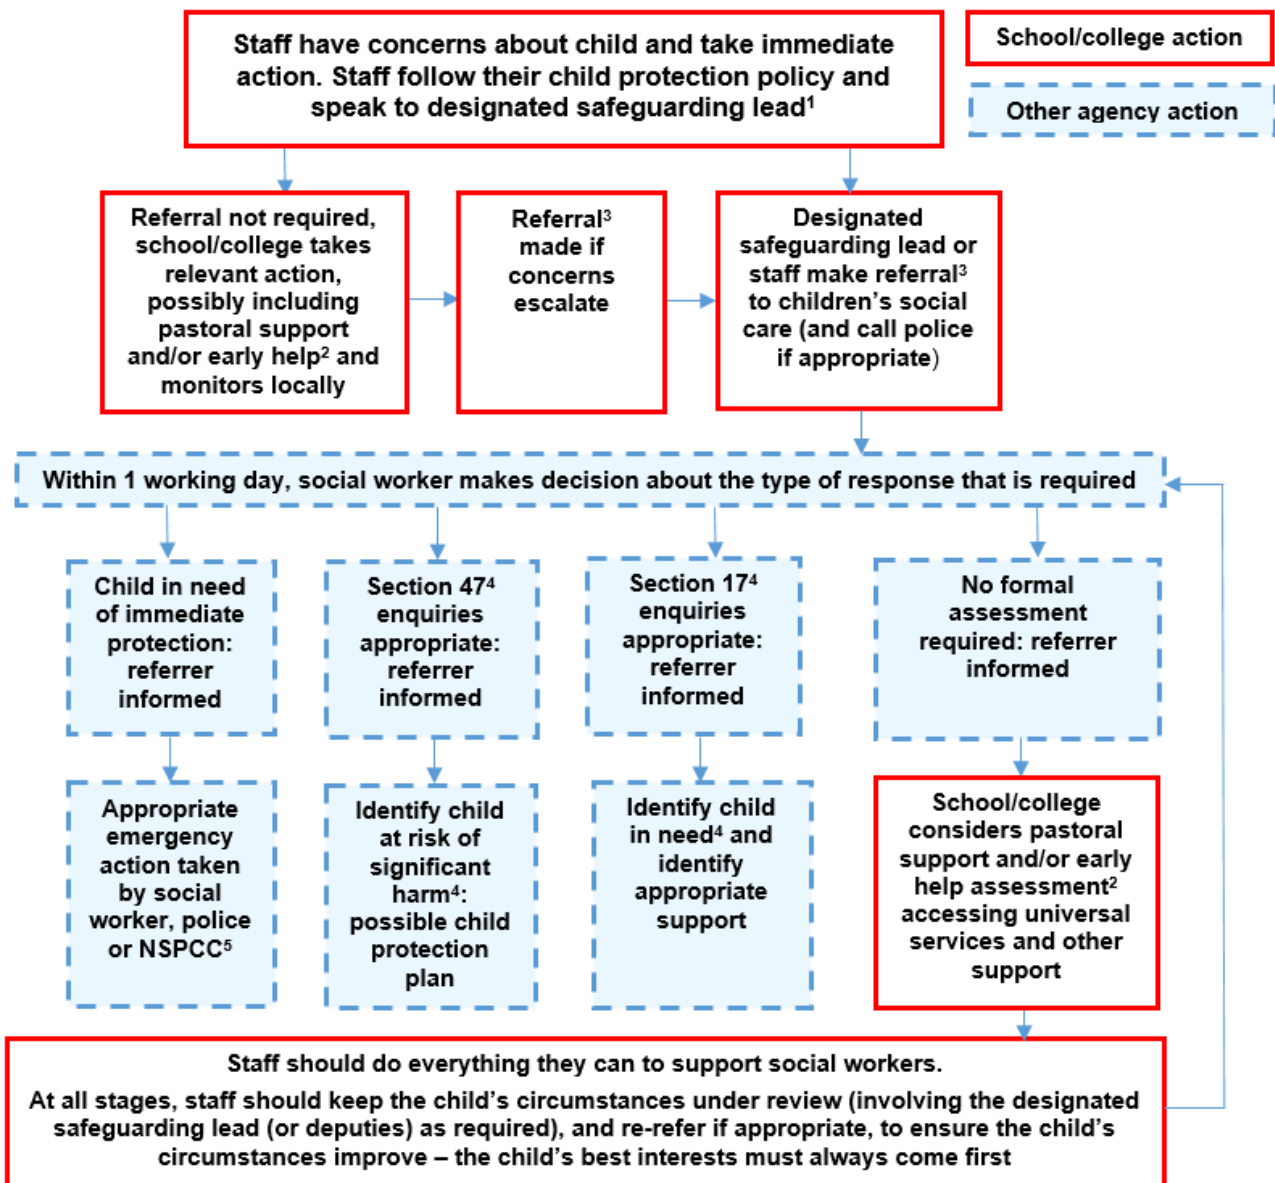 Staff have concerns about child and take immediate
action. Staff follow their child protection policy and
speak to designated safeguarding lead¹
School/college action
Other agency action
Referral not required,
school/college takes
relevant action,
possibly including
pastoral support
and/or early help² and
monitors locally
Referral³
made if
concerns
escalate
Designated
safeguarding lead or
staff make referral³
to children’s social
care (and call police
if appropriate)
Within 1 working day, social worker makes decision about the type of response that is required
Child in need
of immediate
protection:
referrer
informed
Section 47⁴
enquiries
appropriate:
referrer
informed
Section 17⁴
enquiries
appropriate:
referrer
informed
No formal
assessment
required: referrer
informed
Appropriate
emergency
action taken
by social
worker, police
or NSPCC⁵
Identify child
at risk of
significant
harm⁴:
possible child
protection
plan
Identify child
in need⁴ and
identify
appropriate
support
School/college
considers pastoral
support and/or early
help assessment²
accessing universal
services and other
support
Staff should do everything they can to support social workers.
At all stages, staff should keep the child’s circumstances under review (involving the designated
safeguarding lead (or deputies) as required), and re-refer if appropriate, to ensure the child’s
circumstances improve – the child’s best interests must always come first